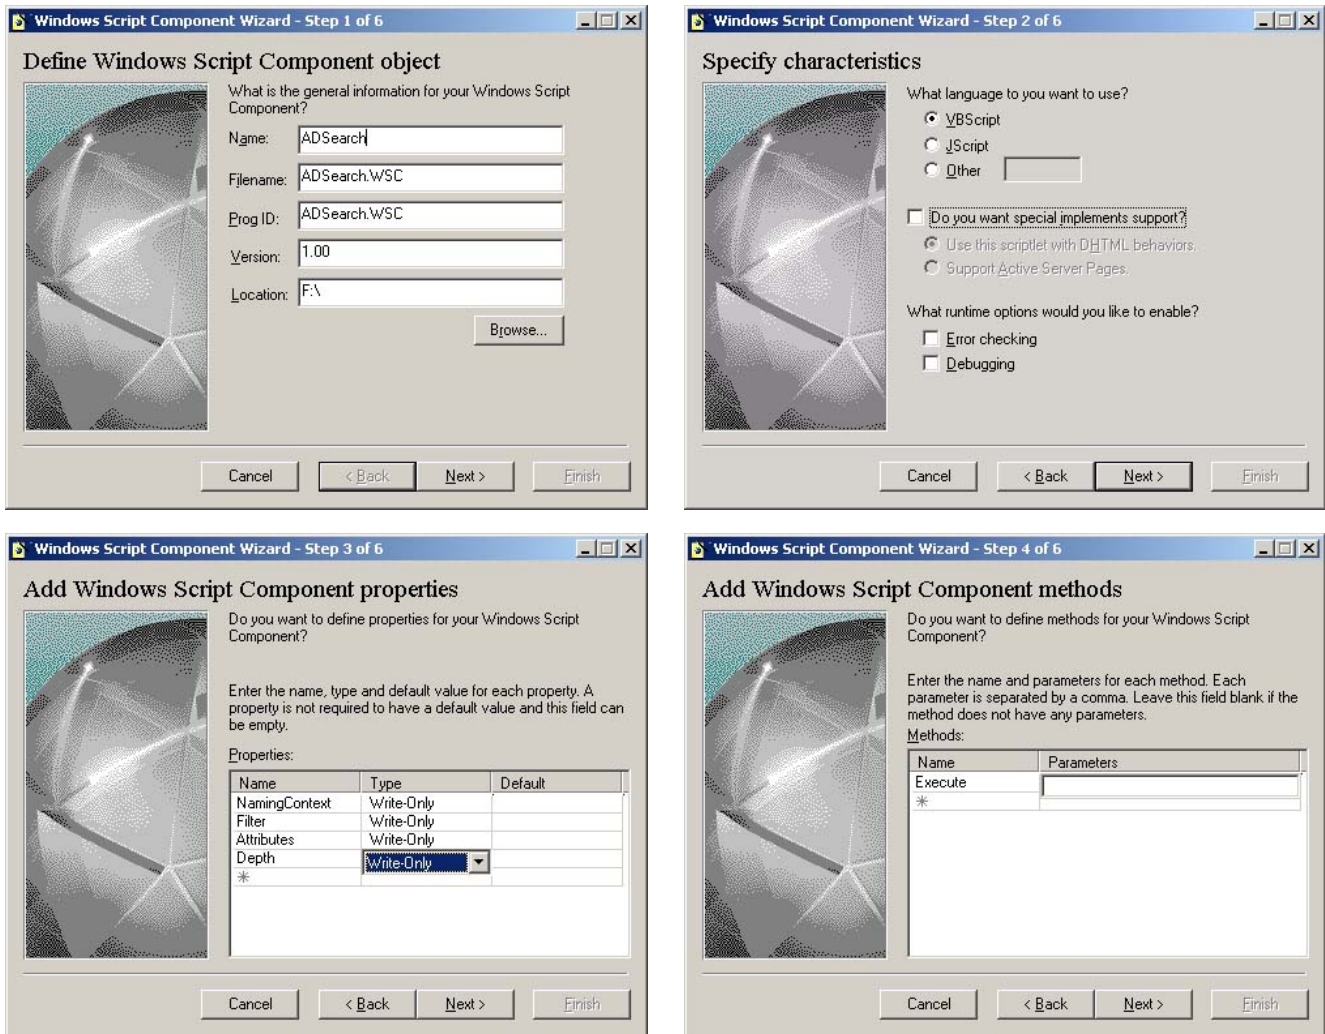 Windows Script Component Wizard - Step 1 of 6
Define Windows Script Component object
What is the general information for your Windows Script
Component?
Name: ADSearch
Filename: ADSearch.WSC
Prog ID: ADSearch.WSC
Version: 1.00
Location: F:\
Browse...
Cancel < Back Next > Finish
Windows Script Component Wizard - Step 2 of 6
Specify characteristics
What language to you want to use?
VBScript
JScript
Other
Do you want special implements support?
Use this scriptlet with DHTML behaviors.
Support Active Server Pages.
What runtime options would you like to enable?
Error checking
Debugging
Cancel < Back Next > Finish
Windows Script Component Wizard - Step 3 of 6
Add Windows Script Component properties
Do you want to define properties for your Windows Script
Component?
Enter the name, type and default value for each property. A
property is not required to have a default value and this field can
be empty.
Properties:
Name Type Default
NamingContext Write-Only
Filter Write-Only
Attributes Write-Only
Depth Write-Only
Cancel < Back Next > Finish
Windows Script Component Wizard - Step 4 of 6
Add Windows Script Component methods
Do you want to define methods for your Windows Script
Component?
Enter the name and parameters for each method. Each
parameter is separated by a comma. Leave this field blank if the
method does not have any parameters.
Methods:
Name Parameters
Execute
Cancel < Back Next > Finish